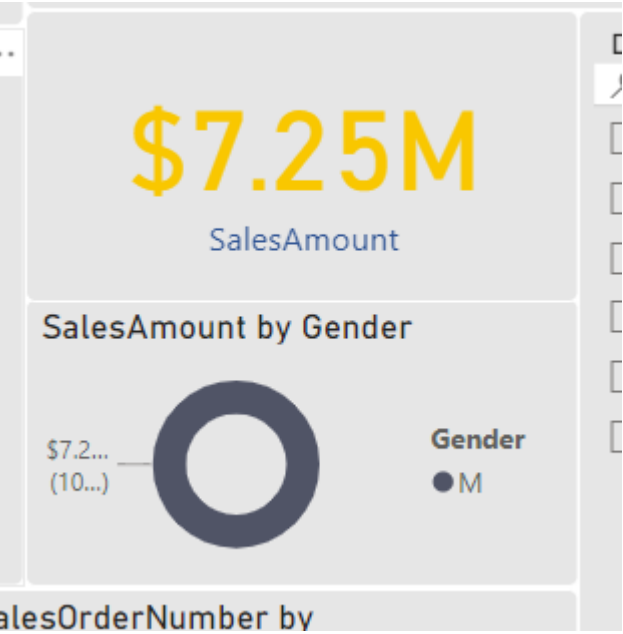 $7.25M
SalesAmount
SalesAmount by Gender
$7.2...
(10...)
Gender
M
alesOrderNumber by